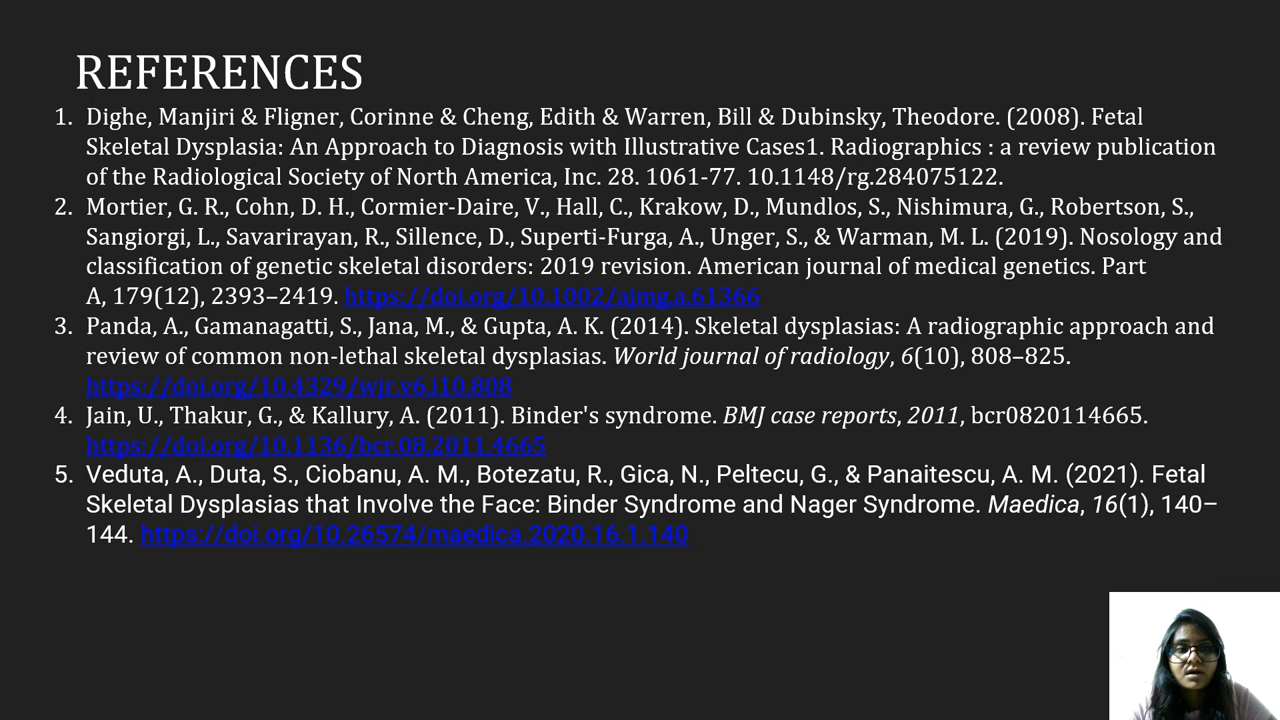 REFERENCES
1. Dighe, Manjiri & Fligner, Corinne & Cheng, Edith & Warren, Bill & Dubinsky, Theodore. (2008). Fetal
Skeletal Dysplasia: An Approach to Diagnosis with Illustrative Cases1. Radiographics : a review publication
of the Radiological Society of North America, Inc. 28. 1061-77. 10.1148/rg.284075122.
2. Mortier, G. R., Cohn, D. H., Cormier-Daire, V., Hall, C., Krakow, D., Mundlos, S., Nishimura, G., Robertson, S.,
Sangiorgi, L., Savarirayan, R., Sillence, D., Superti-Furga, A., Unger, S., & Warman, M. L. (2019). Nosology and
classification of genetic skeletal disorders: 2019 revision. American journal of medical genetics. Part
A, 179(12), 2393–2419. https://doi.org/10.1002/ajmg.a.61366
3. Panda, A., Gamanagatti, S., Jana, M., & Gupta, A. K. (2014). Skeletal dysplasias: A radiographic approach and
review of common non-lethal skeletal dysplasias. World journal of radiology, 6(10), 808–825.
https://doi.org/10.4329/wjr.v6.i10.808
4. Jain, U., Thakur, G., & Kallury, A. (2011). Binder's syndrome. BMJ case reports, 2011, bcr0820114665.
https://doi.org/10.1136/bcr.08.2011.4665
5. Veduta, A., Duta, S., Ciobanu, A. M., Botezatu, R., Gica, N., Peltecu, G., & Panaitescu, A. M. (2021). Fetal
Skeletal Dysplasias that Involve the Face: Binder Syndrome and Nager Syndrome. Maedica, 16(1), 140–
144. https://doi.org/10.26574/maedica.2020.16.1.140